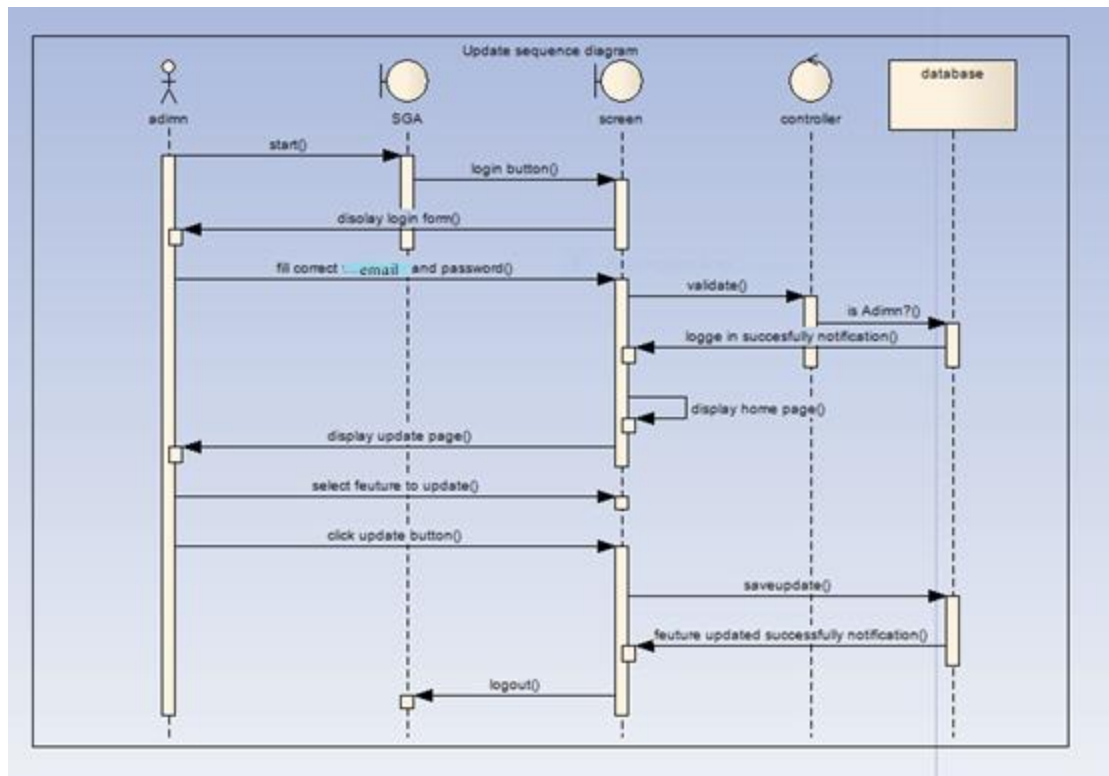 Update sequence diagram
adimn
SGA
screen
controller
database
start()
login button()
disolay login form()
fill correct email and password()
validate()
is Adimn?()
logge in succesfully notification()
display home page()
display update page()
select feuture to update()
click update button()
saveupdate()
feuture updated successfully notification()
logout()